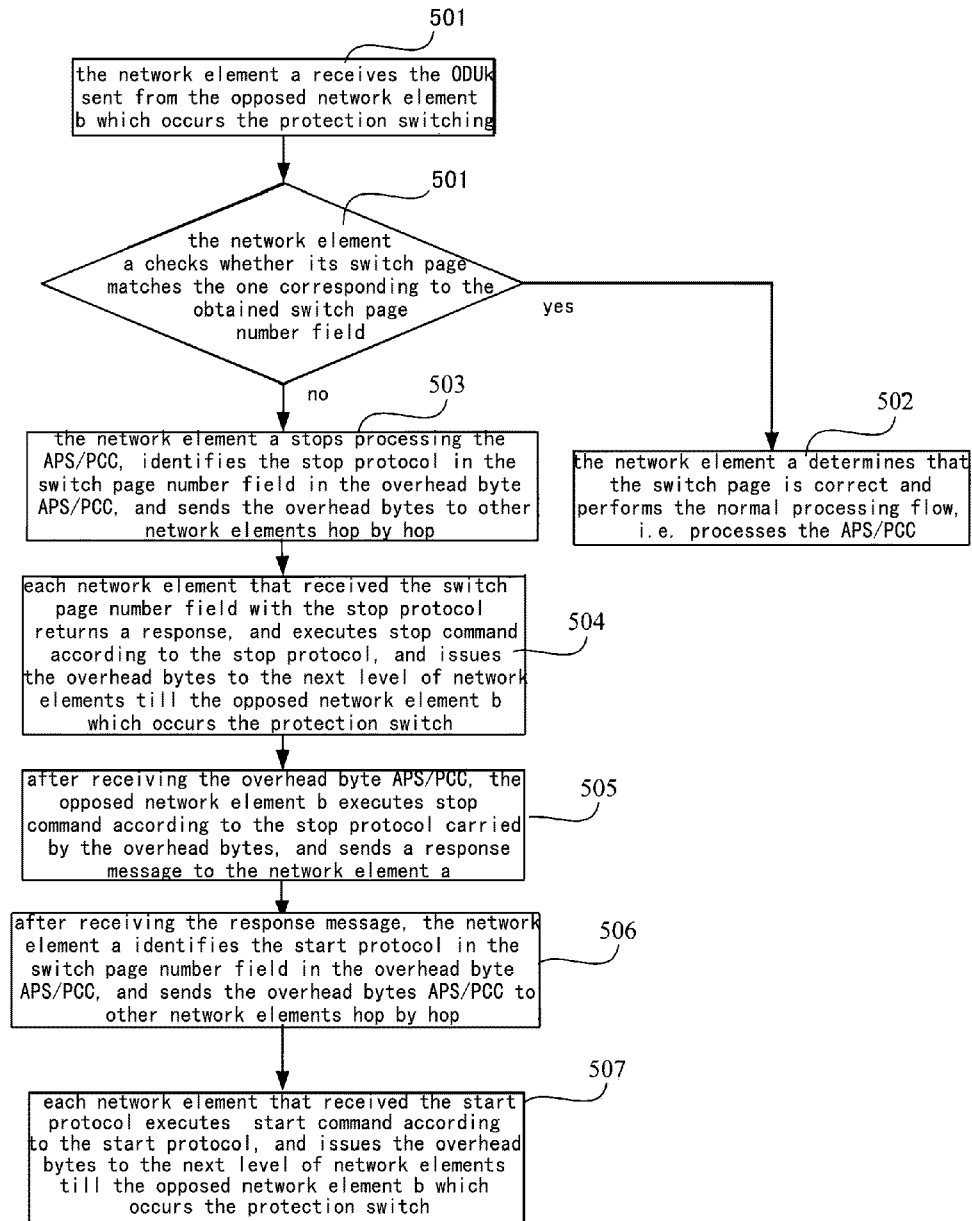 501
the network element a receives the ODUk
sent from the opposed network element
b which occurs the protection switching
501
the network element
a checks whether its switch page
matches the one corresponding to the
obtained switch page
number field
yes
no
503
the network element a stops processing the
APS/PCC, identifies the stop protocol in the
switch page number field in the overhead byte
APS/PCC, and sends the overhead bytes to other
network elements hop by hop
502
the network element a determines that
the switch page is correct and
performs the normal processing flow,
i.e. processes the APS/PCC
each network element that received the switch
page number field with the stop protocol
returns a response, and executes stop command
according to the stop protocol, and issues
the overhead bytes to the next level of network
elements till the opposed network element b
which occurs the protection switch
504
after receiving the overhead byte APS/PCC, the
opposed network element b executes stop
command according to the stop protocol carried
by the overhead bytes, and sends a response
message to the network element a
505
after receiving the response message, the network
element a identifies the start protocol in the
switch page number field in the overhead byte
APS/PCC, and sends the overhead bytes APS/PCC to
other network elements hop by hop
506
507
each network element that received the start
protocol executes start command according
to the start protocol, and issues the overhead
bytes to the next level of network elements
till the opposed network element b which
occurs the protection switch